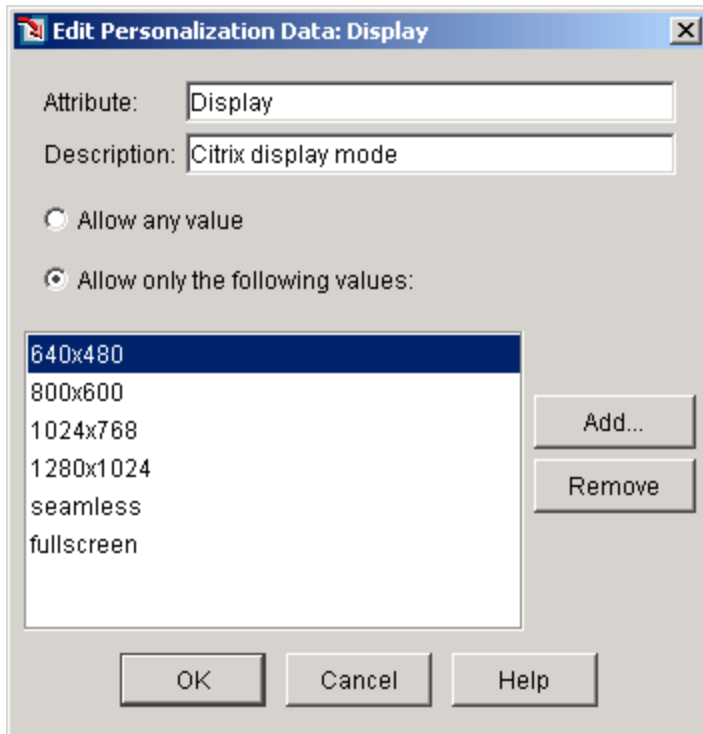 Edit Personalization Data: Display
Attribute: Display
Description: Citrix display mode
Allow any value
Allow only the following values:
640x480
800x600
1024x768
1280x1024
seamless
fullscreen
Add...
Remove
OK Cancel Help